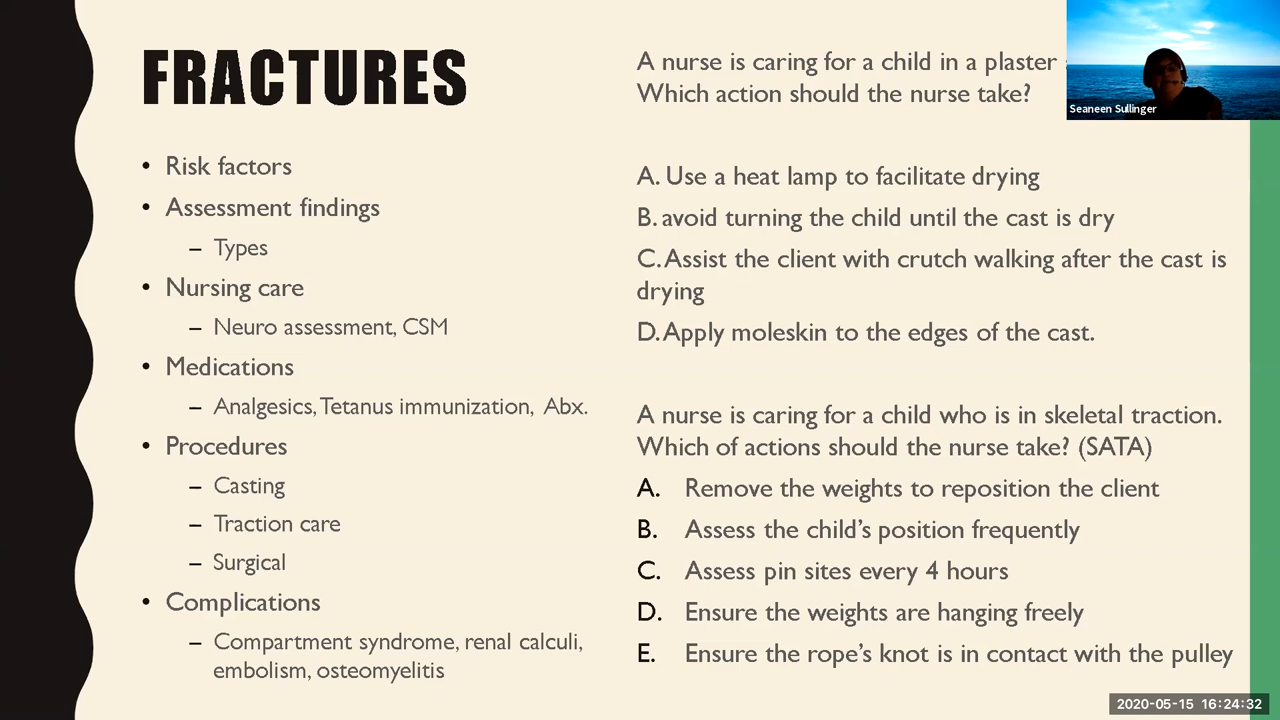 FRACTURES
• Risk factors
• Assessment findings
– Types
• Nursing care
– Neuro assessment, CSM
• Medications
– Analgesics, Tetanus immunization, Abx.
• Procedures
– Casting
– Traction care
– Surgical
• Complications
– Compartment syndrome, renal calculi,
embolism, osteomyelitis
A nurse is caring for a child in a plaster
Which action should the nurse take?
A. Use a heat lamp to facilitate drying
B. avoid turning the child until the cast is dry
C. Assist the client with crutch walking after the cast is
drying
D. Apply moleskin to the edges of the cast.
A nurse is caring for a child who is in skeletal traction.
Which of actions should the nurse take? (SATA)
A. Remove the weights to reposition the client
B. Assess the child's position frequently
C. Assess pin sites every 4 hours
D. Ensure the weights are hanging freely
E. Ensure the rope's knot is in contact with the pulley
Seaneen Sullinger
2020-05-15 16:24:32